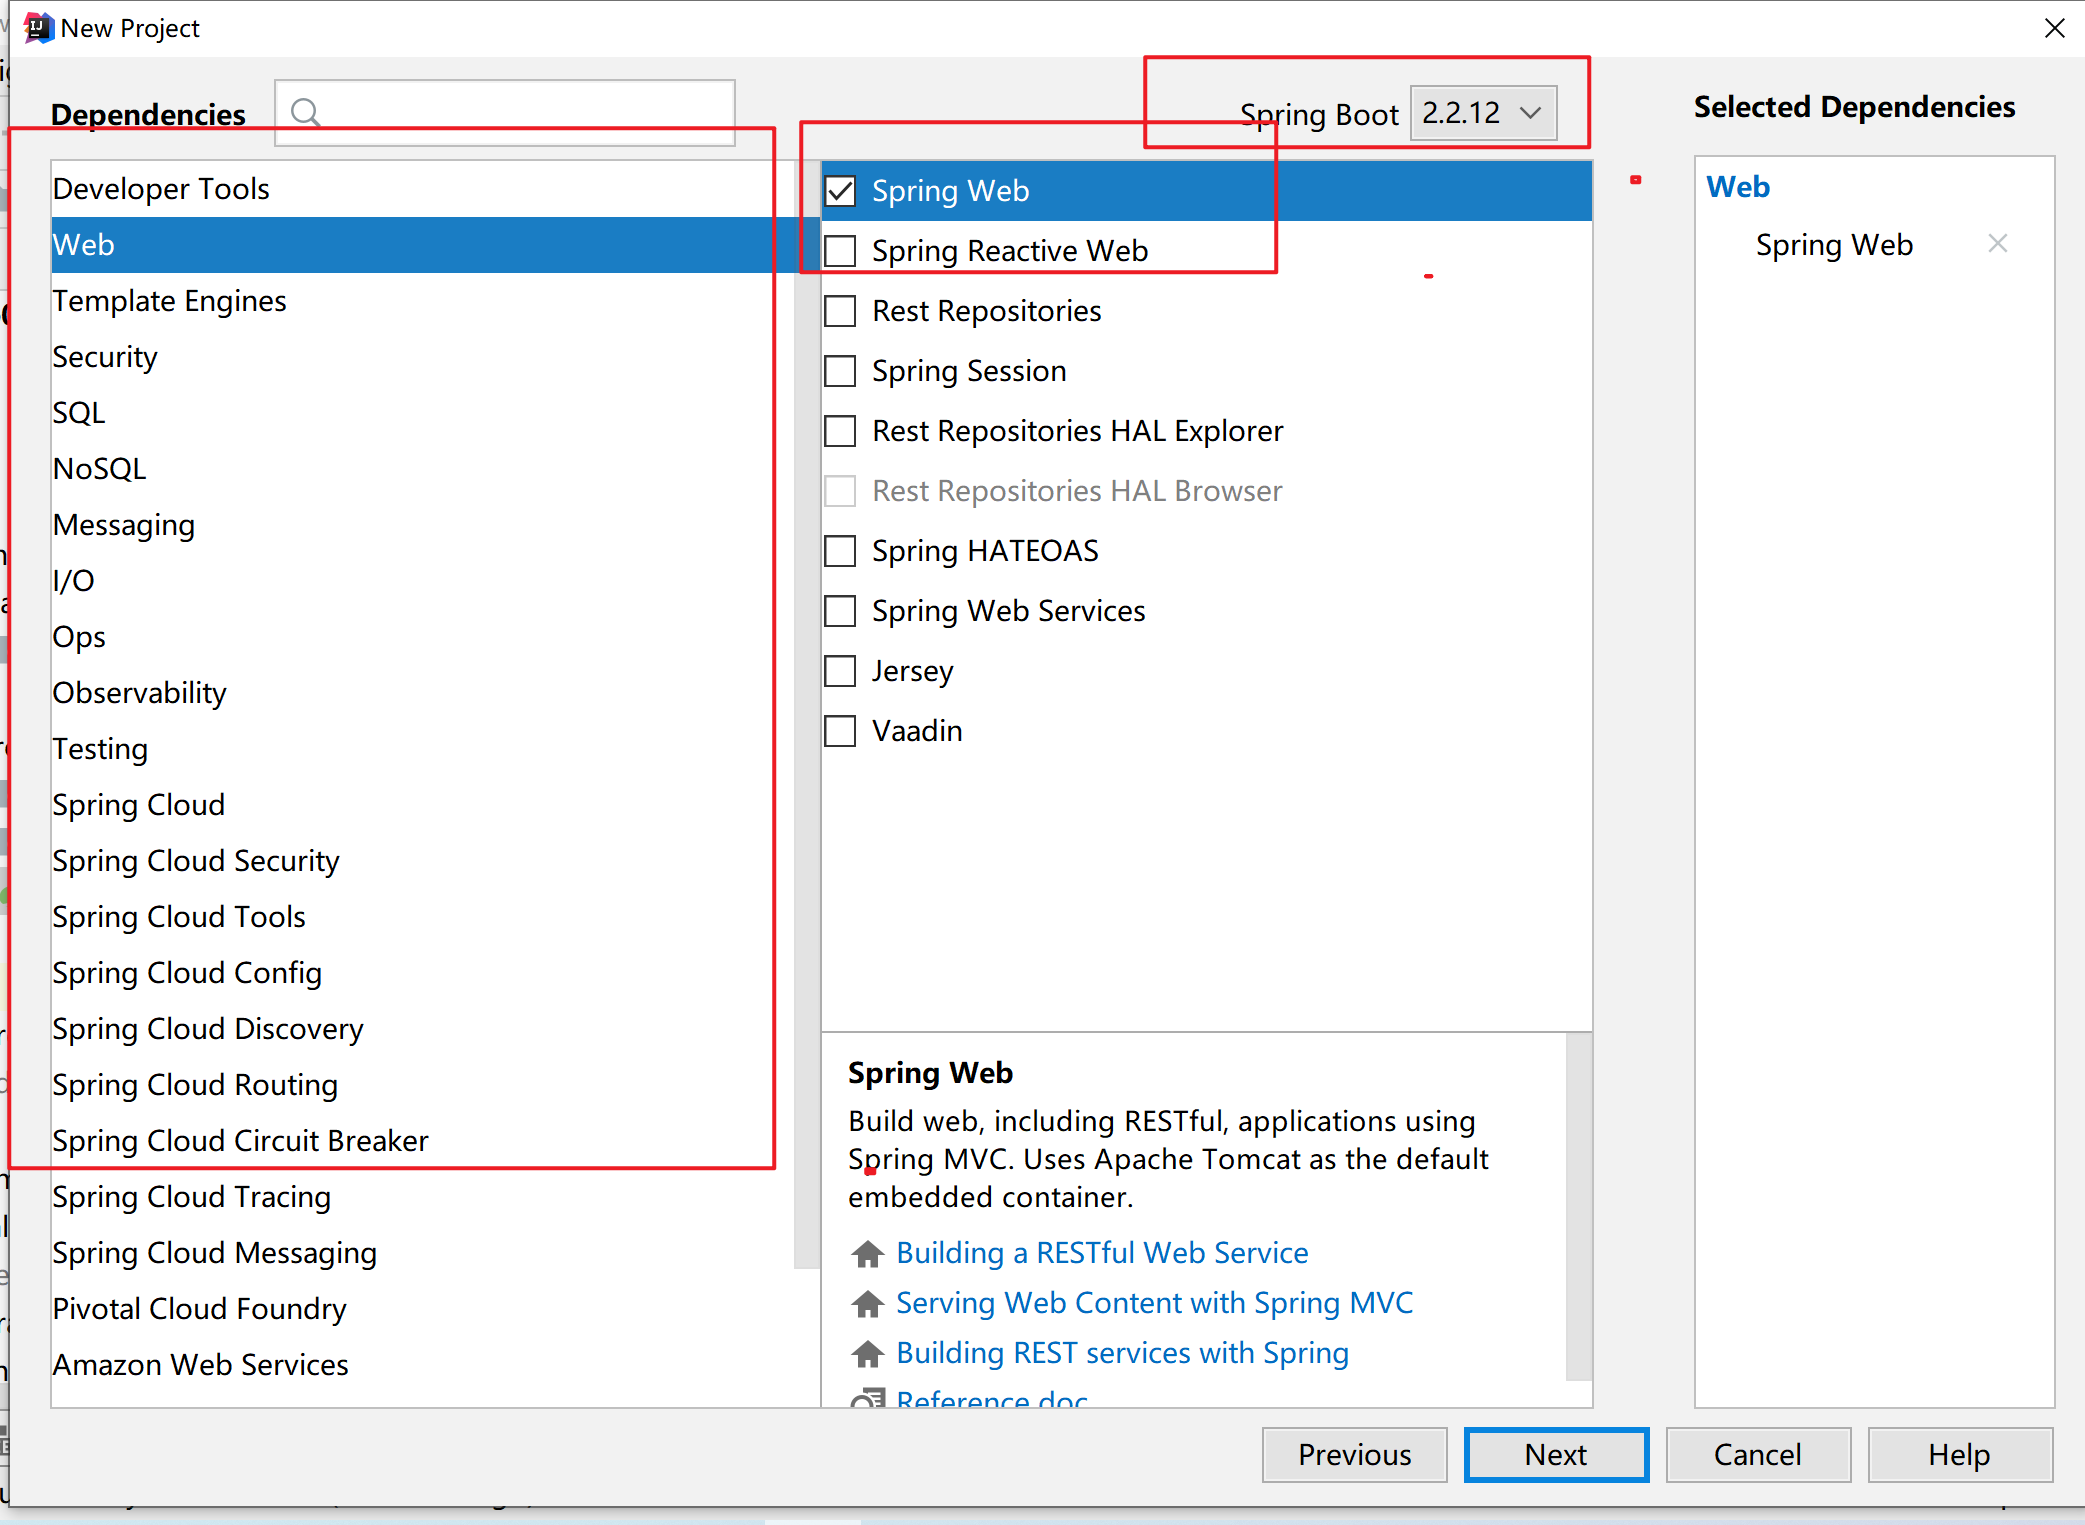 New Project
Dependencies
Spring Boot 2.2.12
Selected Dependencies
Developer Tools
Web
Template Engines
Security
SQL
NoSQL
Messaging
I/O
Ops
Observability
Testing
Spring Cloud
Spring Cloud Security
Spring Cloud Tools
Spring Cloud Config
Spring Cloud Discovery
Spring Cloud Routing
Spring Cloud Circuit Breaker
Spring Cloud Tracing
Spring Cloud Messaging
Pivotal Cloud Foundry
Amazon Web Services
Spring Web
Spring Reactive Web
Rest Repositories
Spring Session
Rest Repositories HAL Explorer
Rest Repositories HAL Browser
Spring HATEOAS
Spring Web Services
Jersey
Vaadin
Spring Web
Build web, including RESTful, applications using
Spring MVC. Uses Apache Tomcat as the default
embedded container.
Building a RESTful Web Service
Serving Web Content with Spring MVC
Building REST services with Spring
Reference doc
Web
Spring Web
Previous
Next
Cancel
Help